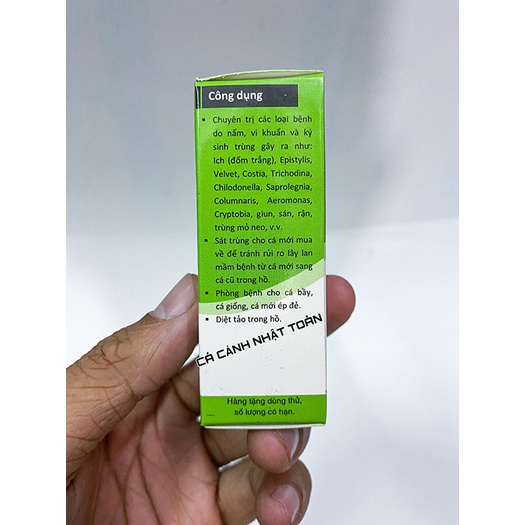 Công dụng
▪ Chuyên trị các loại bệnh
do nấm, vi khuẩn và ký
sinh trùng gây ra như:
Ich (đốm trắng), Epistylis,
Velvet, Costia, Trichodina,
Chilodonella, Saprolegnia,
Columnaris, Aeromonas,
Cryptobia, giun, sán, rận,
trùng mỏ neo, v.v.
▪ Sát trùng cho cá mới mua
về để tránh rủi ro lây lan
mầm bệnh từ cá mới sang
cá cũ trong hồ.
▪ Phòng bệnh cho cá bầy,
cá giống, cá mới ép đẻ.
▪ Diệt tảo trong hồ.
CÁ CẢNH NHẬT TOÀN
Hàng tặng dùng thử,
số lượng có hạn.